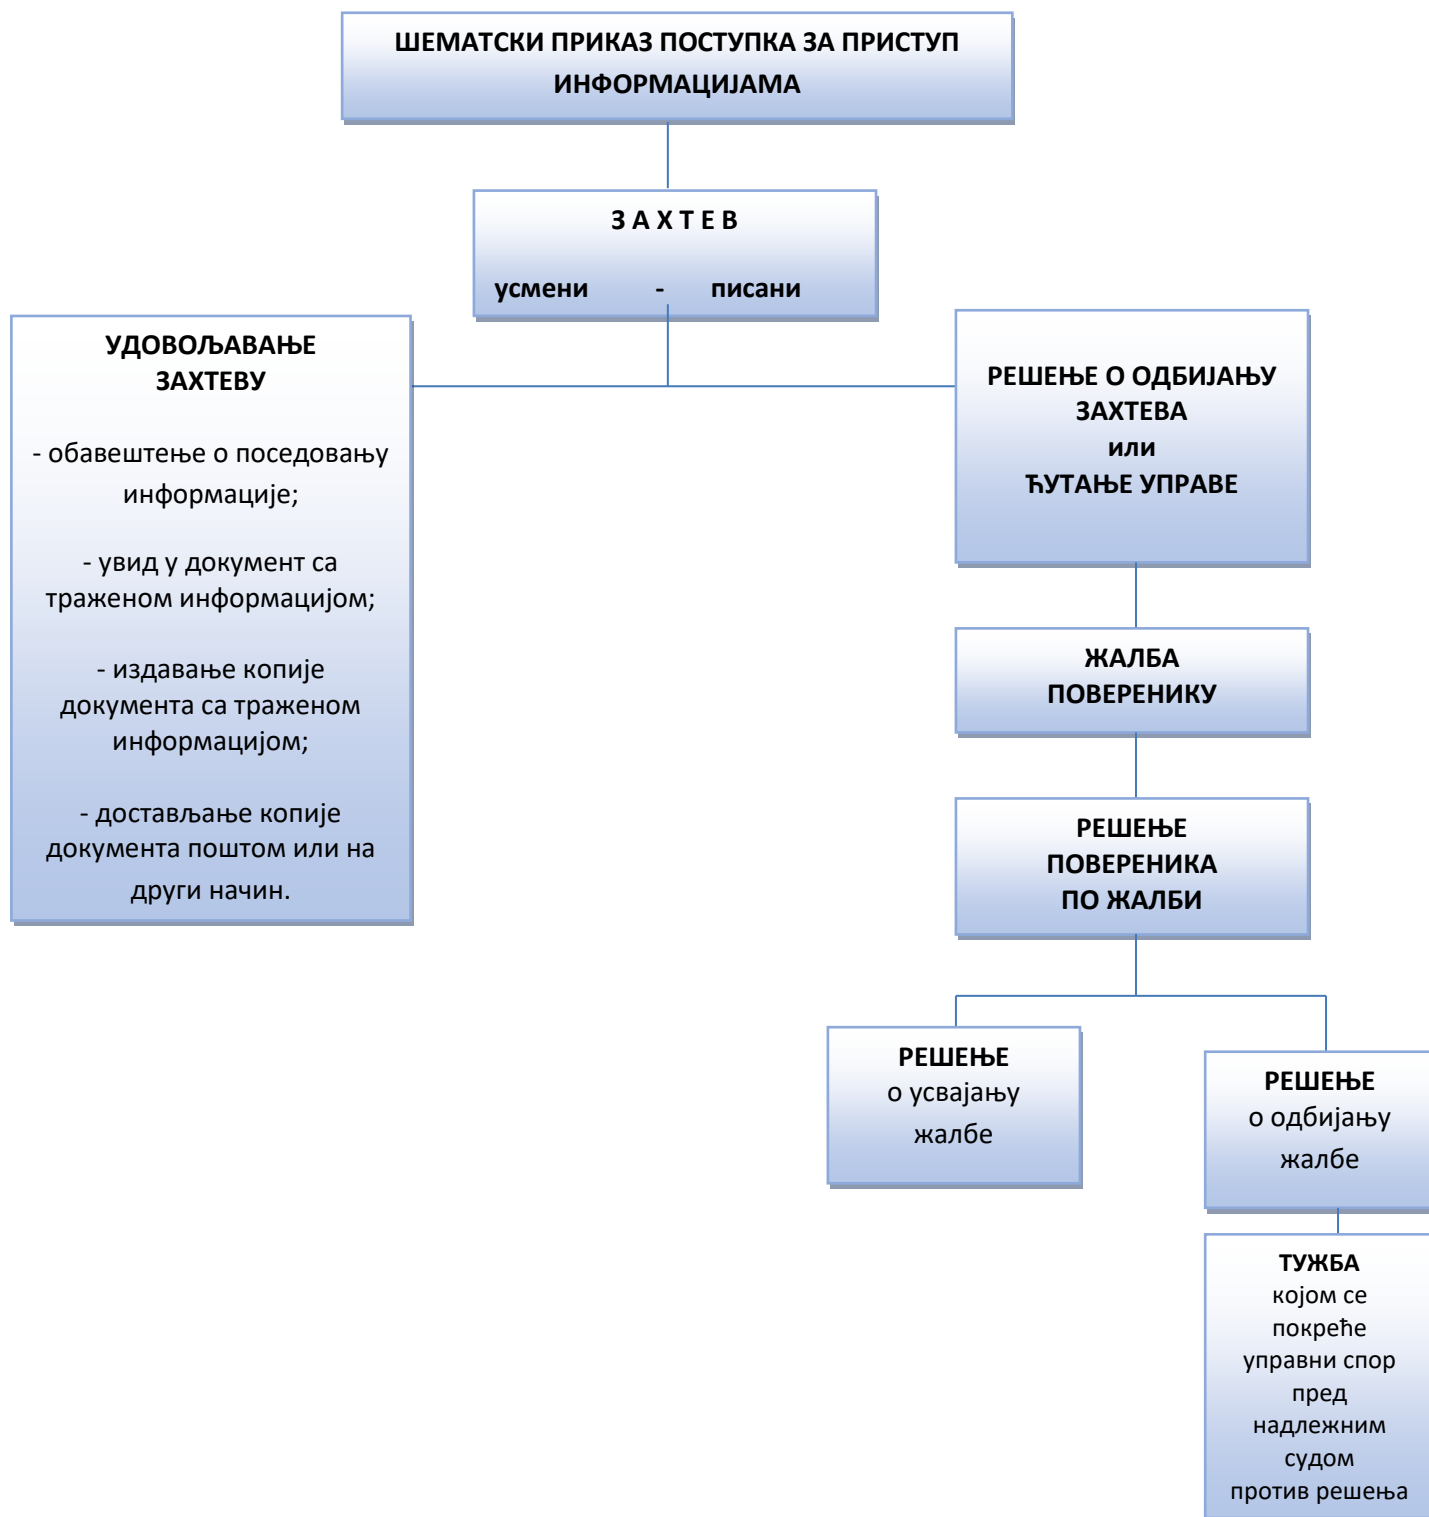 ШЕМАТСКИ ПРИКАЗ ПОСТУПКА ЗА ПРИСТУП
ИНФОРМАЦИЈАМА
З А Х Т Е В
усмени - писани
УДОВОЉАВАЊЕ
ЗАХТЕВУ
- обавештење о поседовању
информације;
- увид у документ са
траженом информацијом;
- издавање копије
документа са траженом
информацијом;
- достављање копије
документа поштом или на
други начин.
РЕШЕЊЕ О ОДБИЈАЊУ
ЗАХТЕВА
или
ЋУТАЊЕ УПРАВЕ
ЖАЛБА
ПОВЕРЕНИКУ
РЕШЕЊЕ
ПОВЕРЕНИКА
ПО ЖАЛБИ
РЕШЕЊЕ
о усвајању
жалбе
РЕШЕЊЕ
о одбијању
жалбе
ТУЖБА
којом се
покреће
управни спор
пред
надлежним
судом
против решења